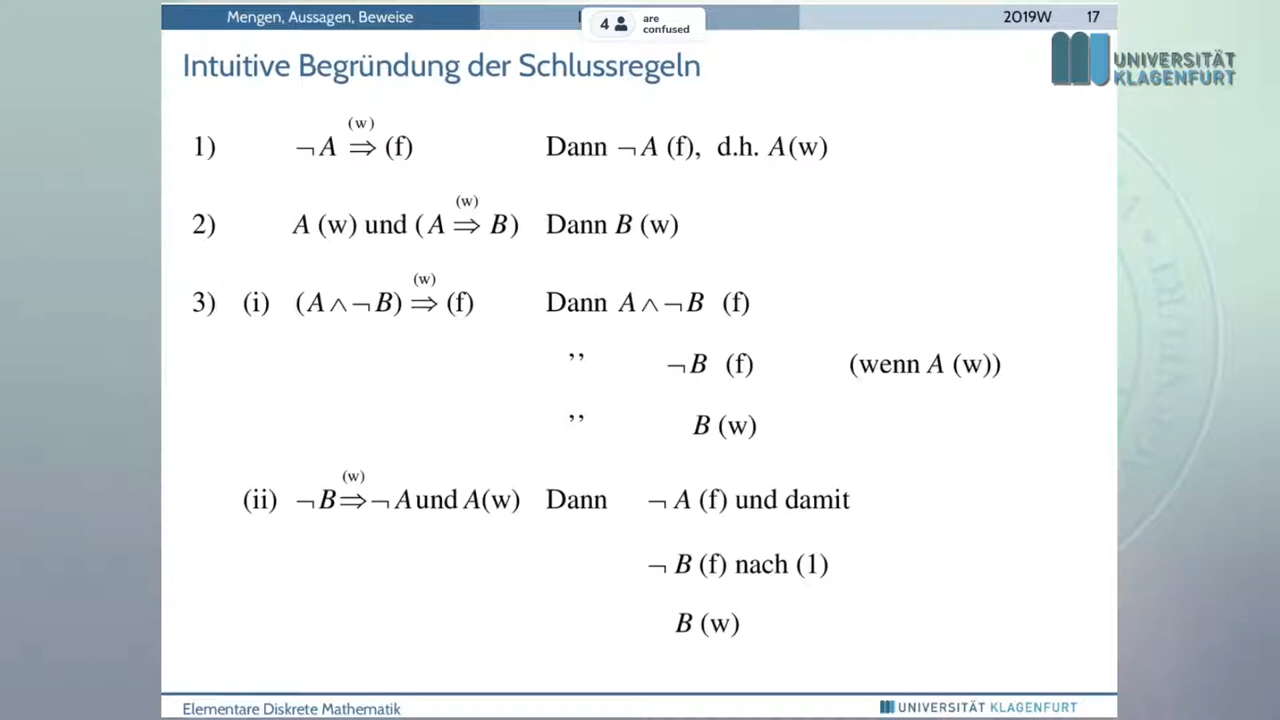 Mengen, Aussagen, Beweise
4 are confused
2019W 17
Intuitive Begründung der Schlussregeln
UNIVERSITÄT KLAGENFURT
1) ¬A ⇒(w) (f) Dann ¬A (f), d.h. A(w)
2) A (w) und (A ⇒(w) B) Dann B (w)
3) (i) (A∧¬B) ⇒(w) (f) Dann A∧¬B (f)
’’ ¬B (f) (wenn A (w))
’’ B (w)
(ii) ¬B ⇒(w) ¬A und A(w) Dann ¬A (f) und damit
¬B (f) nach (1)
B (w)
Elementare Diskrete Mathematik
UNIVERSITÄT KLAGENFURT